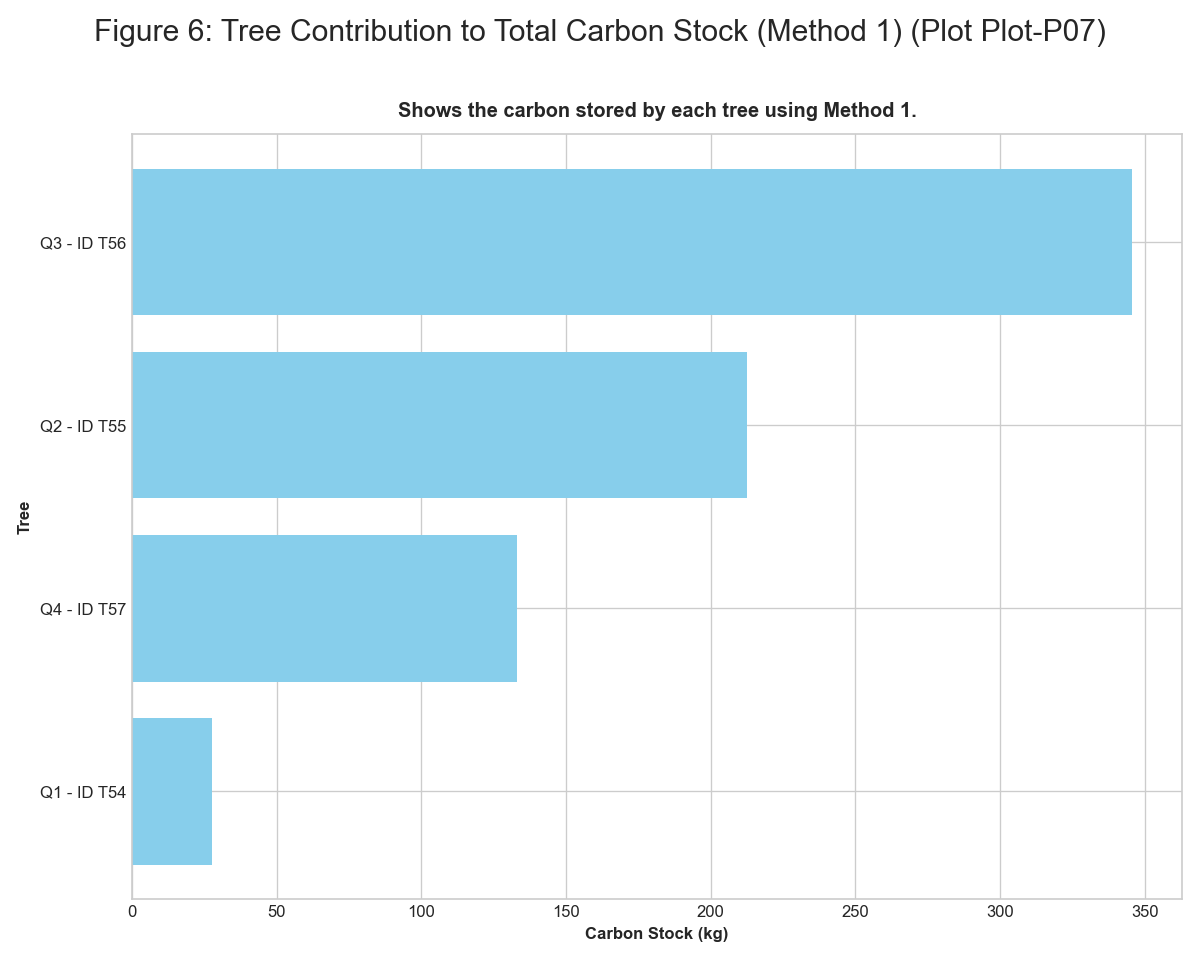 Figure 6: Tree Contribution to Total Carbon Stock (Method 1) (Plot Plot-P07)
Shows the carbon stored by each tree using Method 1.
Q3 - ID T56
Q2 - ID T55
Tree
Q4 - ID T57
Q1 - ID T54
0 50 100 150 200 250 300 350
Carbon Stock (kg)